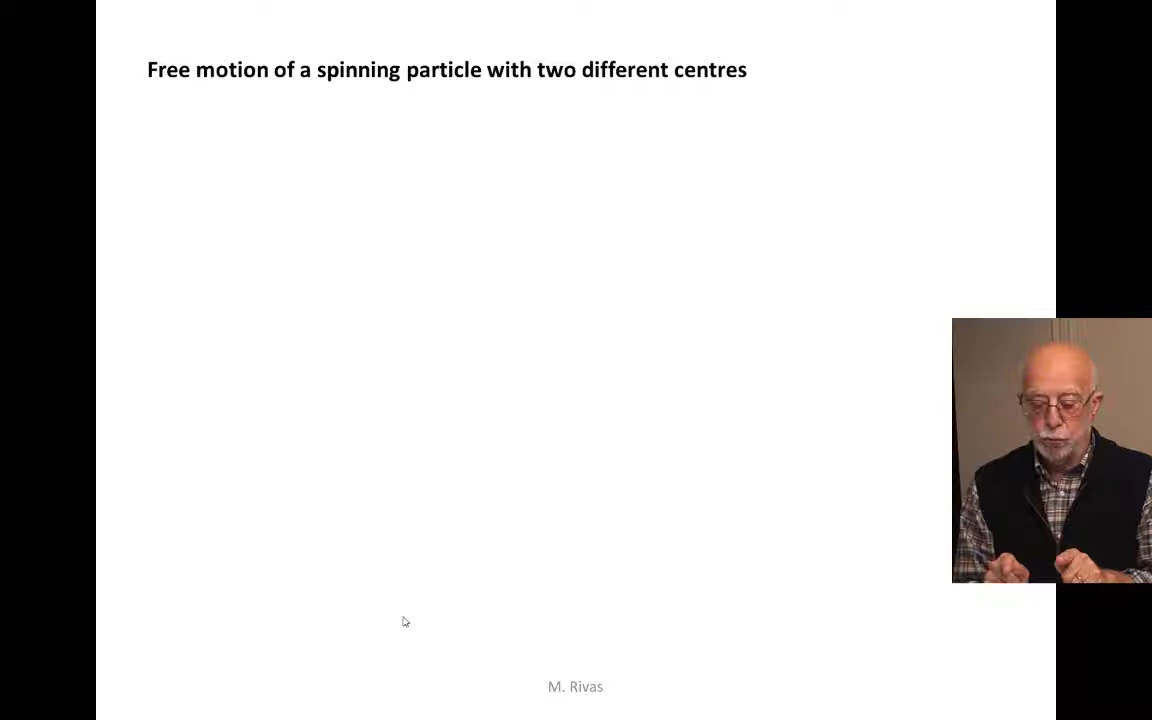 Free motion of a spinning particle with two different centres
M. Rivas